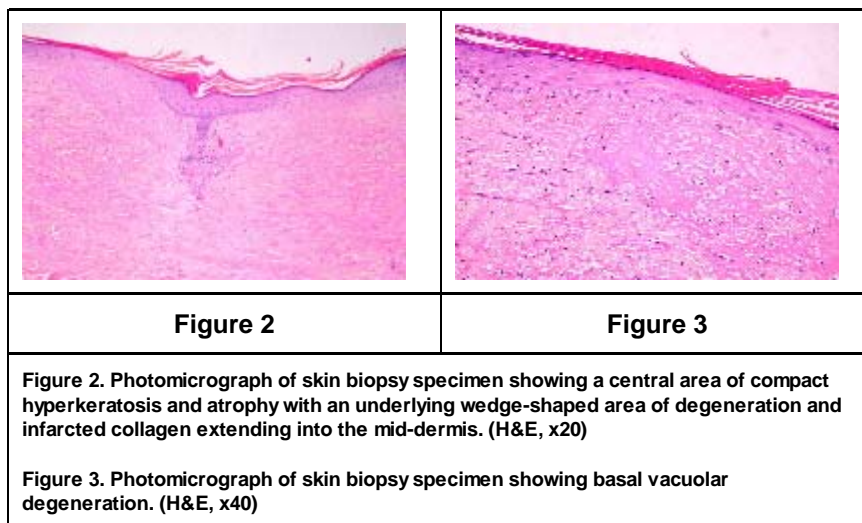 Figure 2
Figure 3
Figure 2. Photomicrograph of skin biopsy specimen showing a central area of compact
hyperkeratosis and atrophy with an underlying wedge-shaped area of degeneration and
infarcted collagen extending into the mid-dermis. (H&E, x20)
Figure 3. Photomicrograph of skin biopsy specimen showing basal vacuolar
degeneration. (H&E, x40)